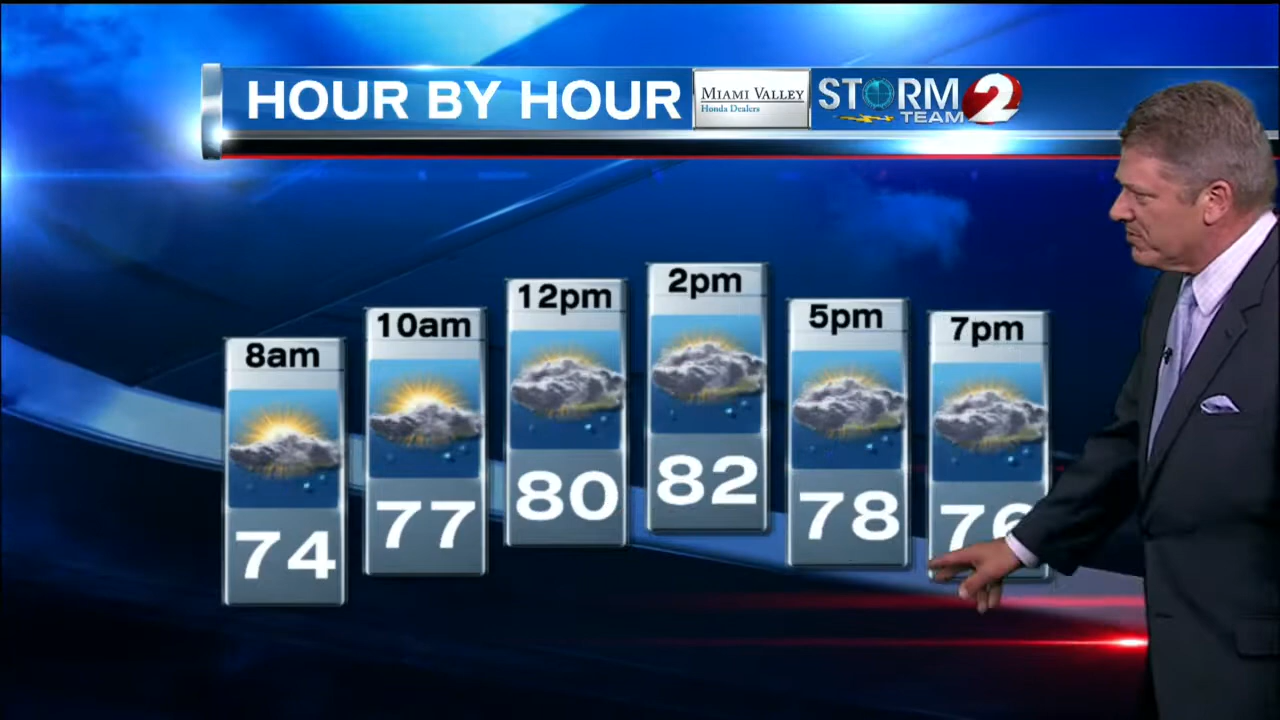 HOUR BY HOUR
MIAMI VALLEY
Honda Dealers
STORM
TEAM 2
8am
10am
12pm
2pm
5pm
7pm
74
77
80
82
78
76